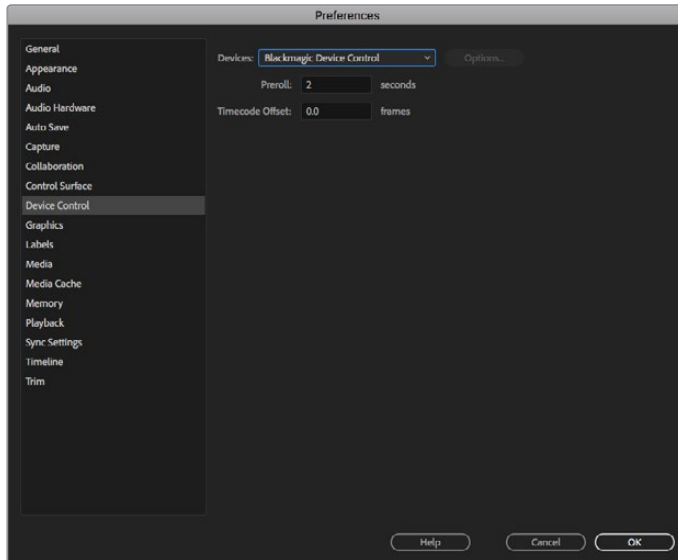 Preferences
General
Appearance
Audio
Audio Hardware
Auto Save
Capture
Collaboration
Control Surface
Device Control
Graphics
Labels
Media
Media Cache
Memory
Playback
Sync Settings
Timeline
Trim
Devices: Blackmagic Device Control Options...
Preroll: 2 seconds
Timecode Offset: 0.0 frames
Help Cancel OK